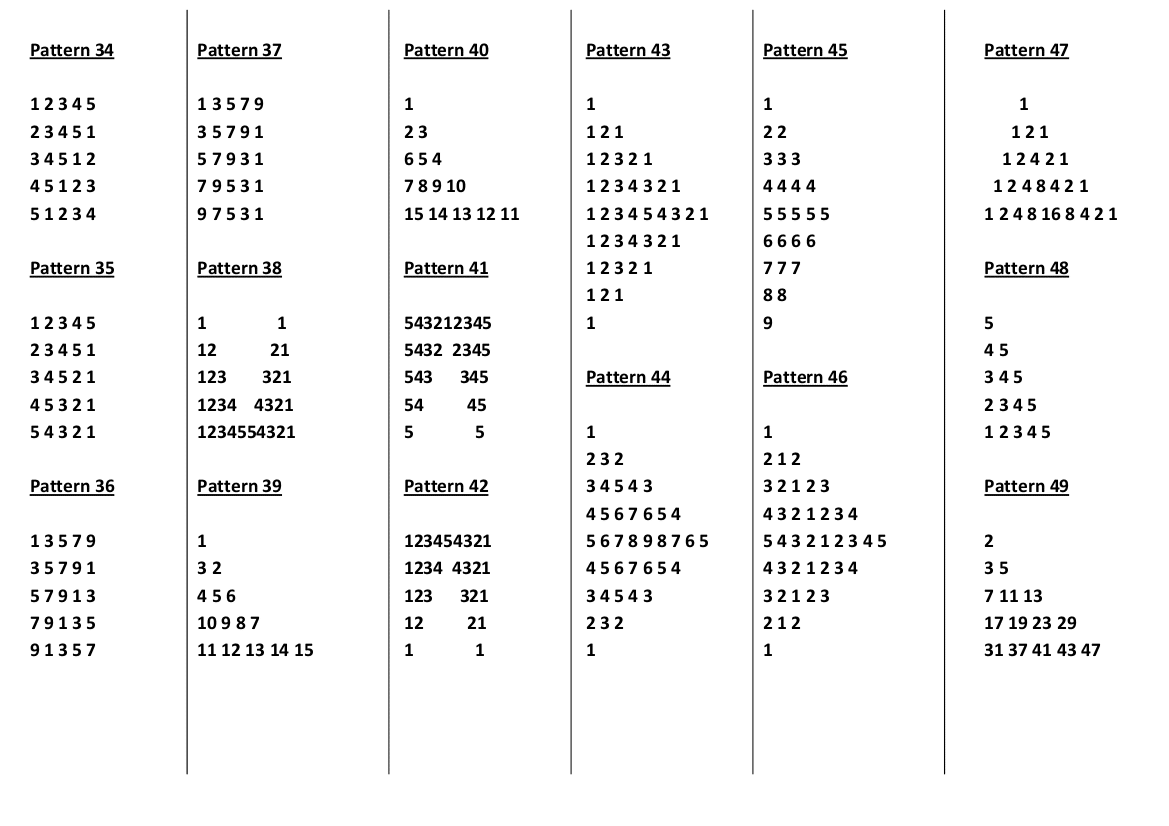 Pattern 34
1 2 3 4 5
2 3 4 5 1
3 4 5 1 2
4 5 1 2 3
5 1 2 3 4
Pattern 35
1 2 3 4 5
2 3 4 5 1
3 4 5 2 1
4 5 3 2 1
5 4 3 2 1
Pattern 36
1 3 5 7 9
3 5 7 9 1
5 7 9 1 3
7 9 1 3 5
9 1 3 5 7
Pattern 37
1 3 5 7 9
3 5 7 9 1
5 7 9 3 1
7 9 5 3 1
9 7 5 3 1
Pattern 38
1 1
12 21
123 321
1234 4321
1234554321
Pattern 39
1
3 2
4 5 6
10 9 8 7
11 12 13 14 15
Pattern 40
1
2 3
6 5 4
7 8 9 10
15 14 13 12 11
Pattern 41
543212345
5432 2345
543 345
54 45
5 5
Pattern 42
123454321
1234 4321
123 321
12 21
1 1
Pattern 43
1
1 2 1
1 2 3 2 1
1 2 3 4 3 2 1
1 2 3 4 5 4 3 2 1
1 2 3 4 3 2 1
1 2 3 2 1
1 2 1
1
Pattern 44
1
2 3 2
3 4 5 4 3
4 5 6 7 6 5 4
5 6 7 8 9 8 7 6 5
4 5 6 7 6 5 4
3 4 5 4 3
2 3 2
1
Pattern 45
1
2 2
3 3 3
4 4 4 4
5 5 5 5 5
6 6 6 6
7 7 7
8 8
9
Pattern 46
1
2 1 2
3 2 1 2 3
4 3 2 1 2 3 4
5 4 3 2 1 2 3 4 5
4 3 2 1 2 3 4
3 2 1 2 3
2 1 2
1
Pattern 47
1
1 2 1
1 2 4 2 1
1 2 4 8 4 2 1
1 2 4 8 16 8 4 2 1
Pattern 48
5
4 5
3 4 5
2 3 4 5
1 2 3 4 5
Pattern 49
2
3 5
7 11 13
17 19 23 29
31 37 41 43 47